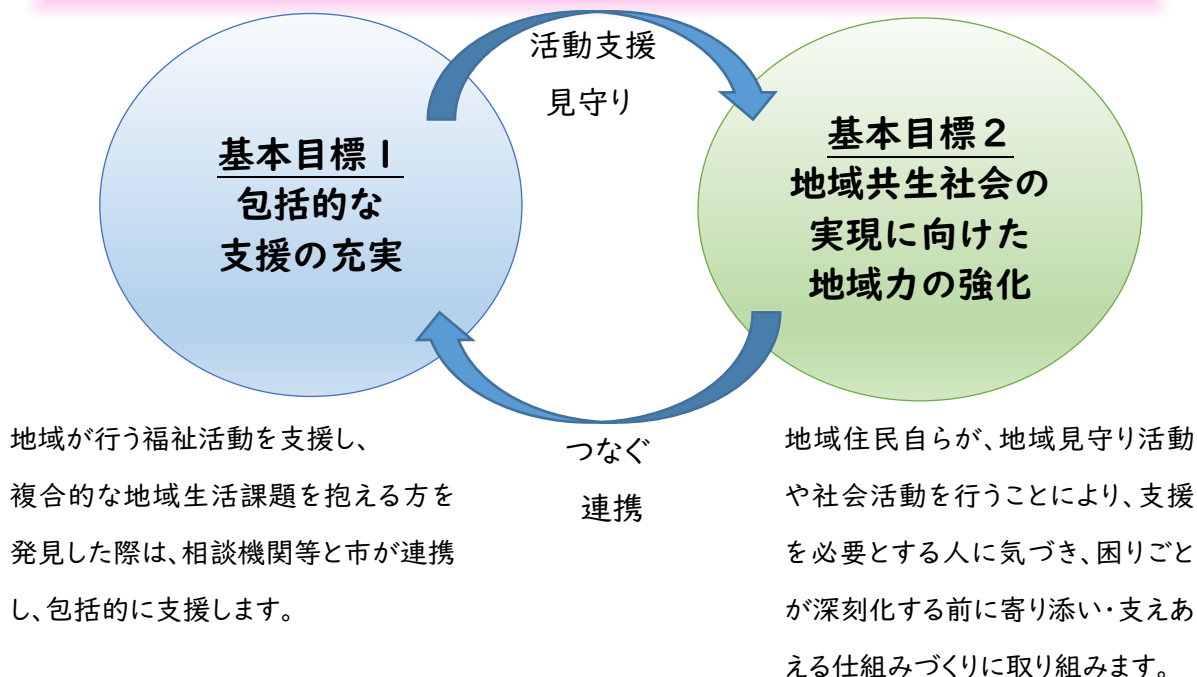 活動支援
見守り
基本目標1
包括的な
支援の充実
基本目標2
地域共生社会の
実現に向けた
地域力の強化
つなぐ
連携
地域が行う福祉活動を支援し、
複合的な地域生活課題を抱える方を
発見した際は、相談機関等と市が連携
し、包括的に支援します。
地域住民自らが、地域見守り活動
や社会活動を行うことにより、支援
を必要とする人に気づき、困りごと
が深刻化する前に寄り添い・支えあ
える仕組みづくりに取り組みます。